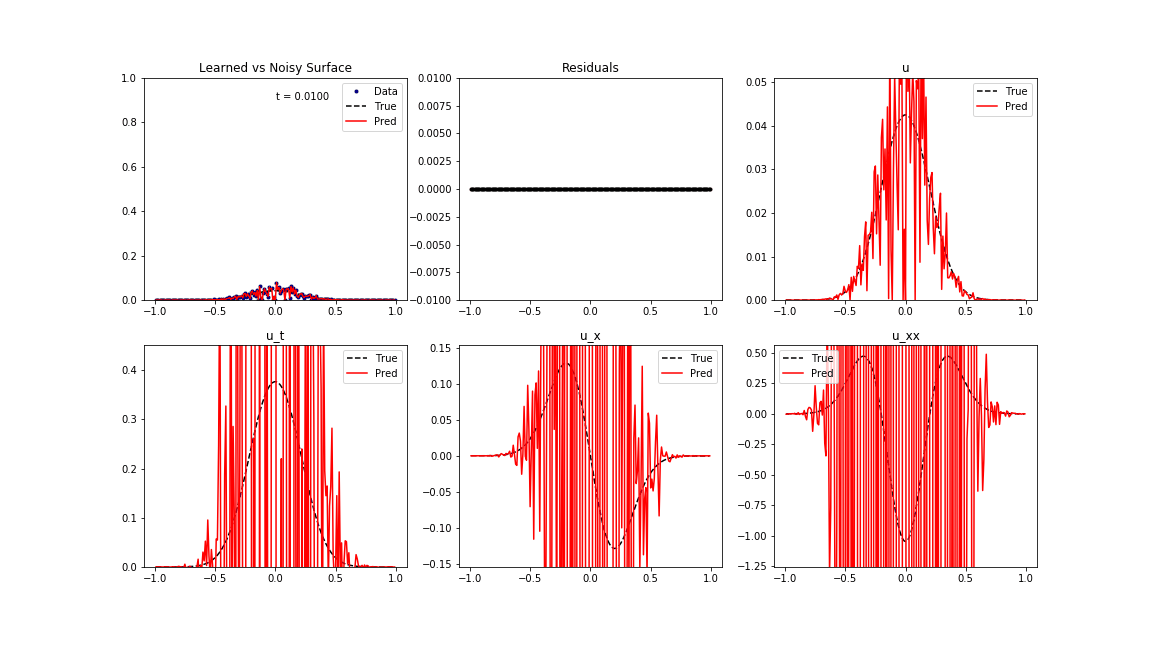 Learned vs Noisy Surface
1.0
0.8
0.6
0.4
0.2
0.0
−1.0 −0.5 0.0 0.5 1.0
t = 0.0100
Data
True
Pred
Residuals
0.0100
0.0075
0.0050
0.0025
0.0000
−0.0025
−0.0050
−0.0075
−0.0100
−1.0 −0.5 0.0 0.5 1.0
u
0.05
0.04
0.03
0.02
0.01
0.00
−1.0 −0.5 0.0 0.5 1.0
True
Pred
u_t
0.4
0.3
0.2
0.1
0.0
−1.0 −0.5 0.0 0.5 1.0
True
Pred
u_x
0.15
0.10
0.05
0.00
−0.05
−0.10
−0.15
−1.0 −0.5 0.0 0.5 1.0
True
Pred
u_xx
0.50
0.25
0.00
−0.25
−0.50
−0.75
−1.00
−1.25
−1.0 −0.5 0.0 0.5 1.0
True
Pred